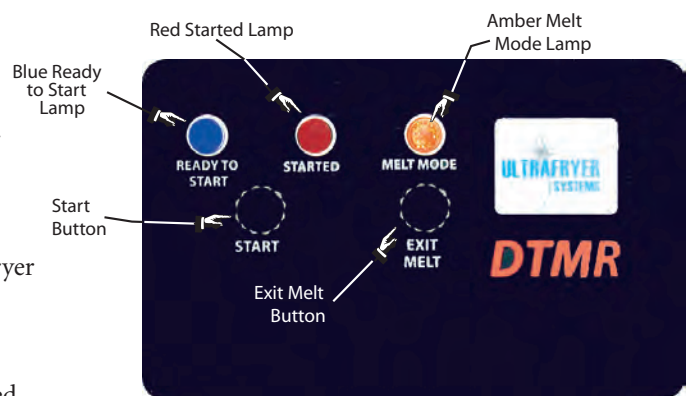 Red Started Lamp
Amber Melt
Mode Lamp
Blue Ready
to Start
Lamp
READY TO
START
STARTED
MELT MODE
ULTRAFRYER
SYSTEMS
Start
Button
START
EXIT
MELT
DTMR
Exit Melt
Button